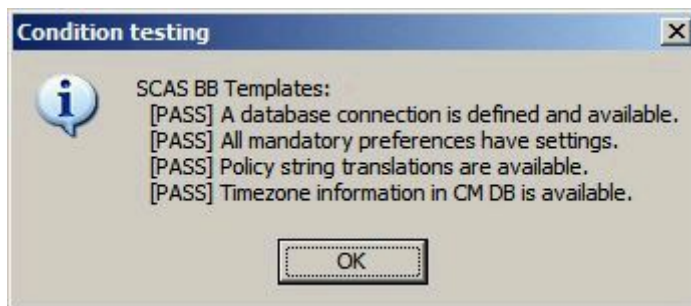 Condition testing
SCAS BB Templates:
[PASS] A database connection is defined and available.
[PASS] All mandatory preferences have settings.
[PASS] Policy string translations are available.
[PASS] Timezone information in CM DB is available.
OK